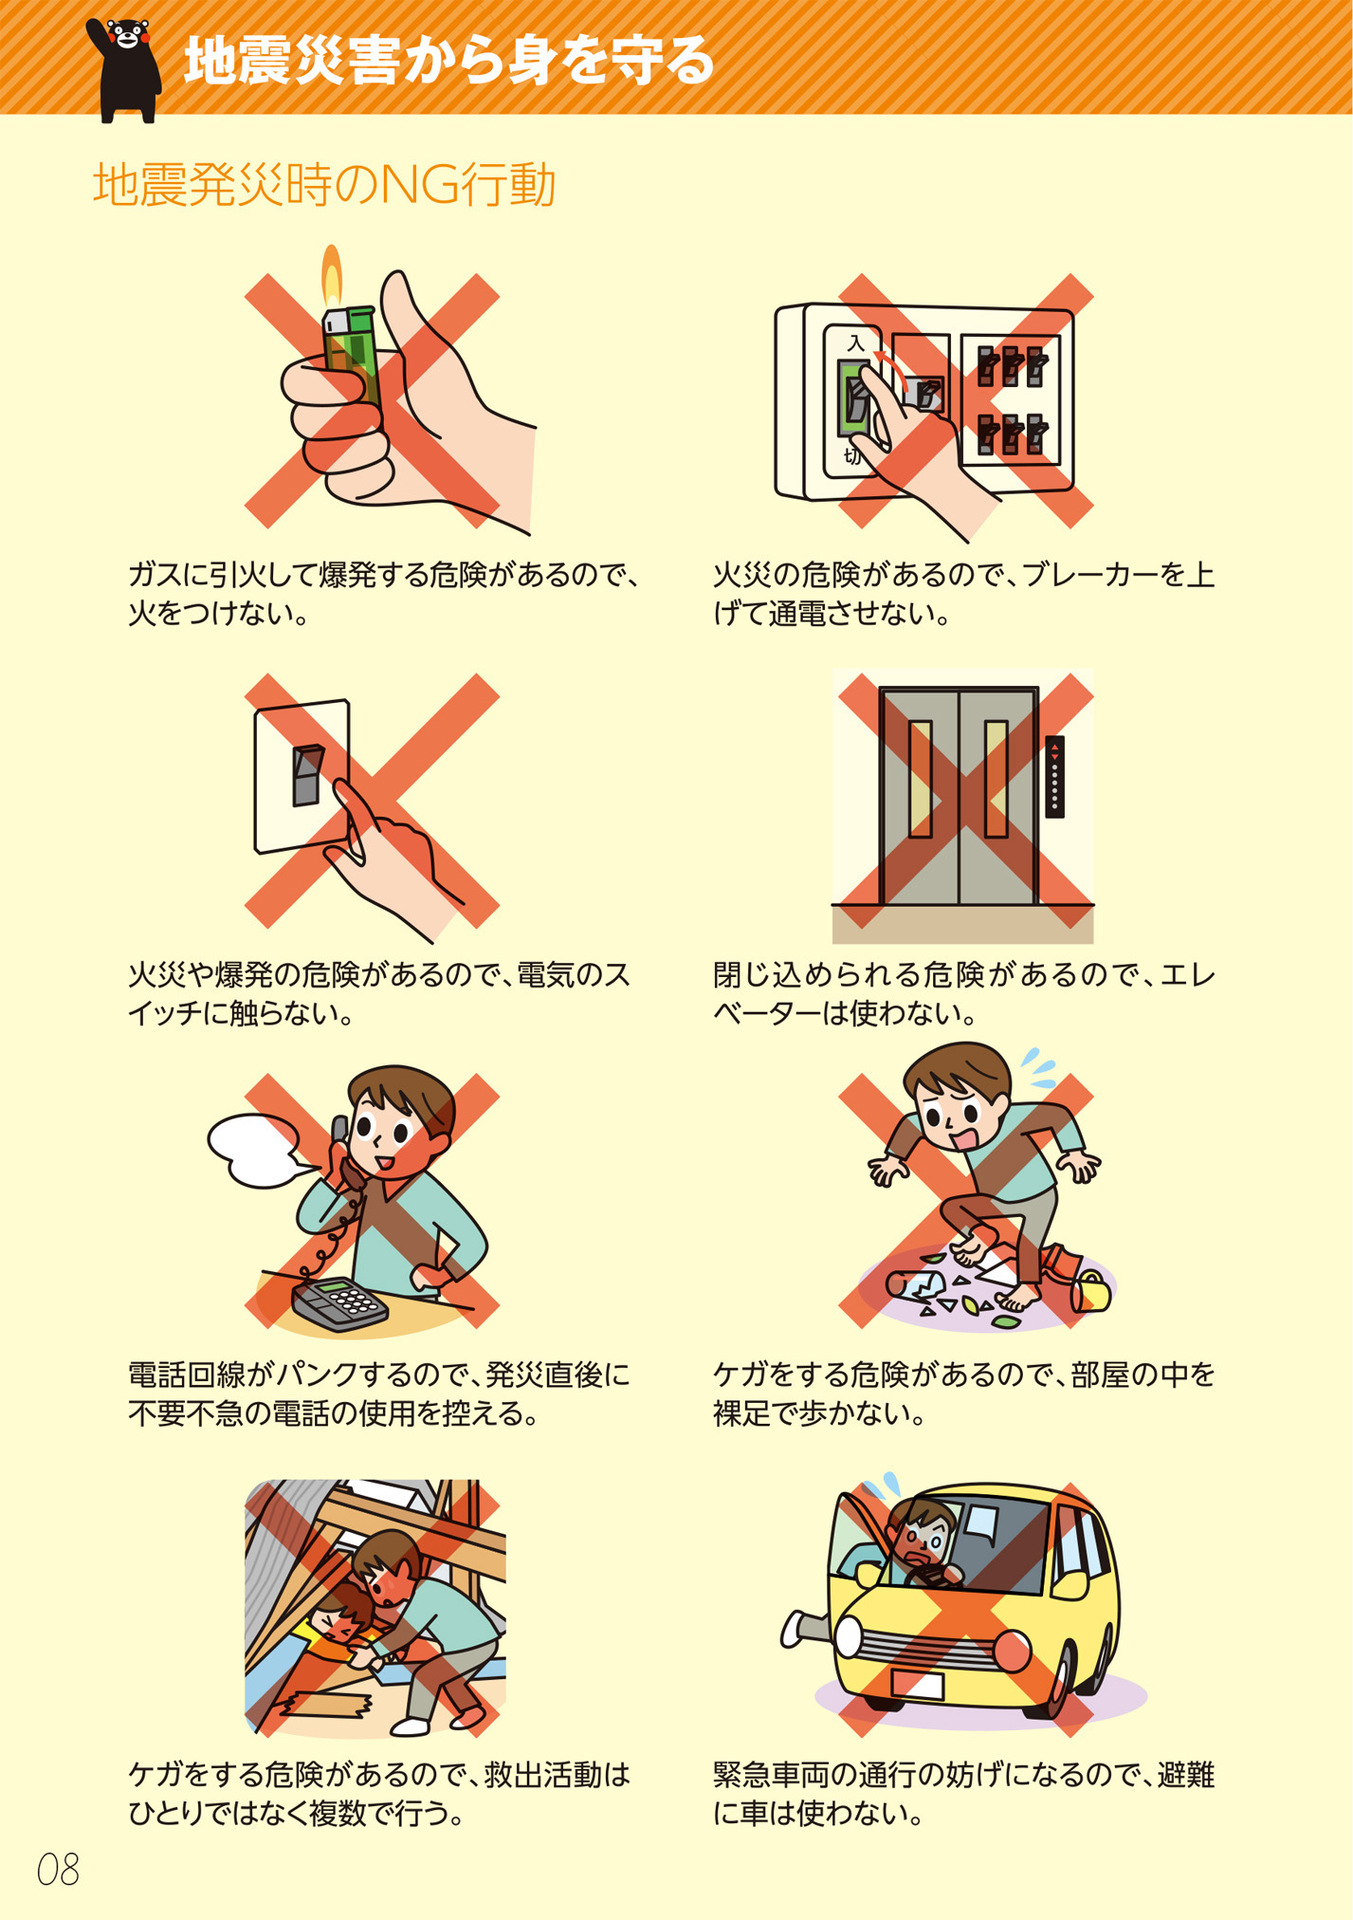 地震災害から身を守る
地震発災時のNG行動
入
切
ガスに引火して爆発する危険があるので、
火をつけない。
火災の危険があるので、ブレーカーを上
げて通電させない。
火災や爆発の危険があるので、電気のス
イッチに触らない。
閉じ込められる危険があるので、エレ
ベーターは使わない。
電話回線がパンクするので、発災直後に
不要不急の電話の使用を控える。
ケガをする危険があるので、部屋の中を
裸足で歩かない。
ケガをする危険があるので、救出活動は
ひとりではなく複数で行う。
緊急車両の通行の妨げになるので、避難
に車は使わない。
08